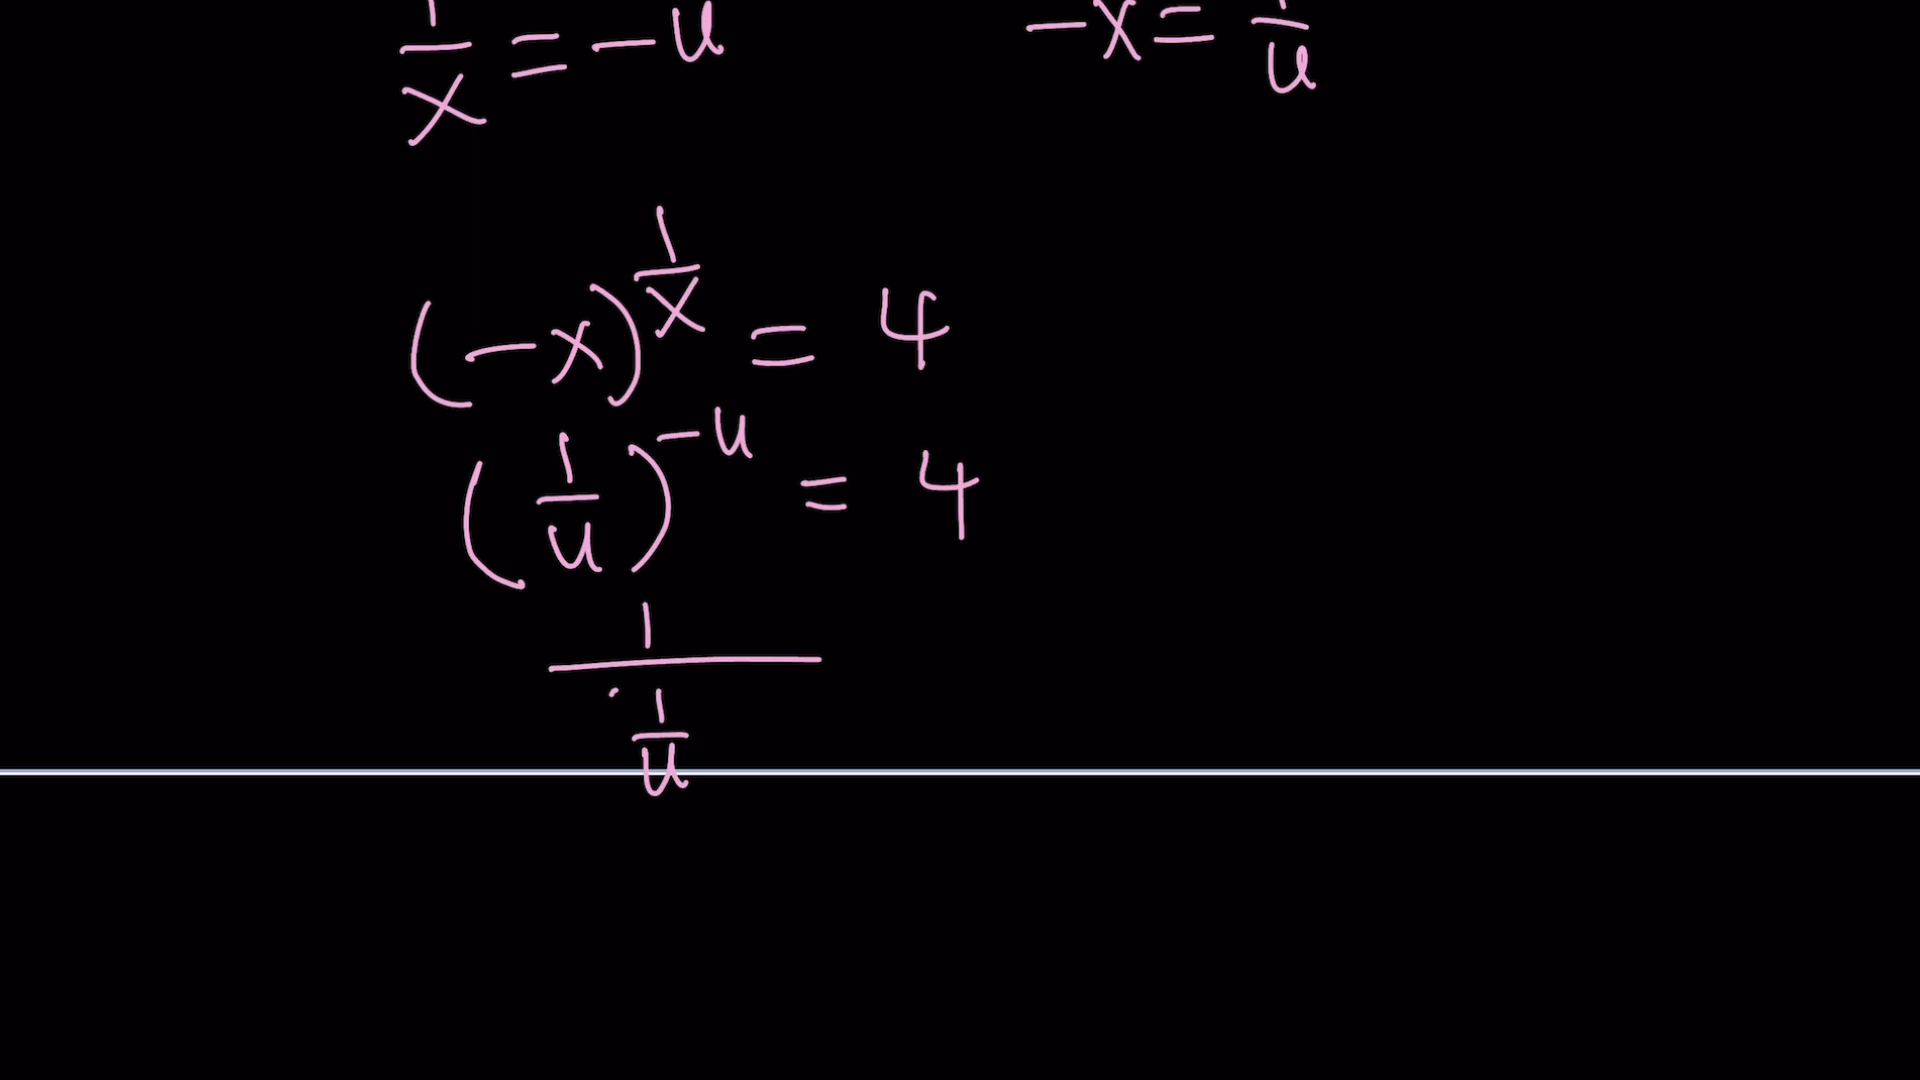 1/x = -u    -x = 1/u
(-x)^(1/x) = 4
(1/u)^(-u) = 4
1/(1/u)